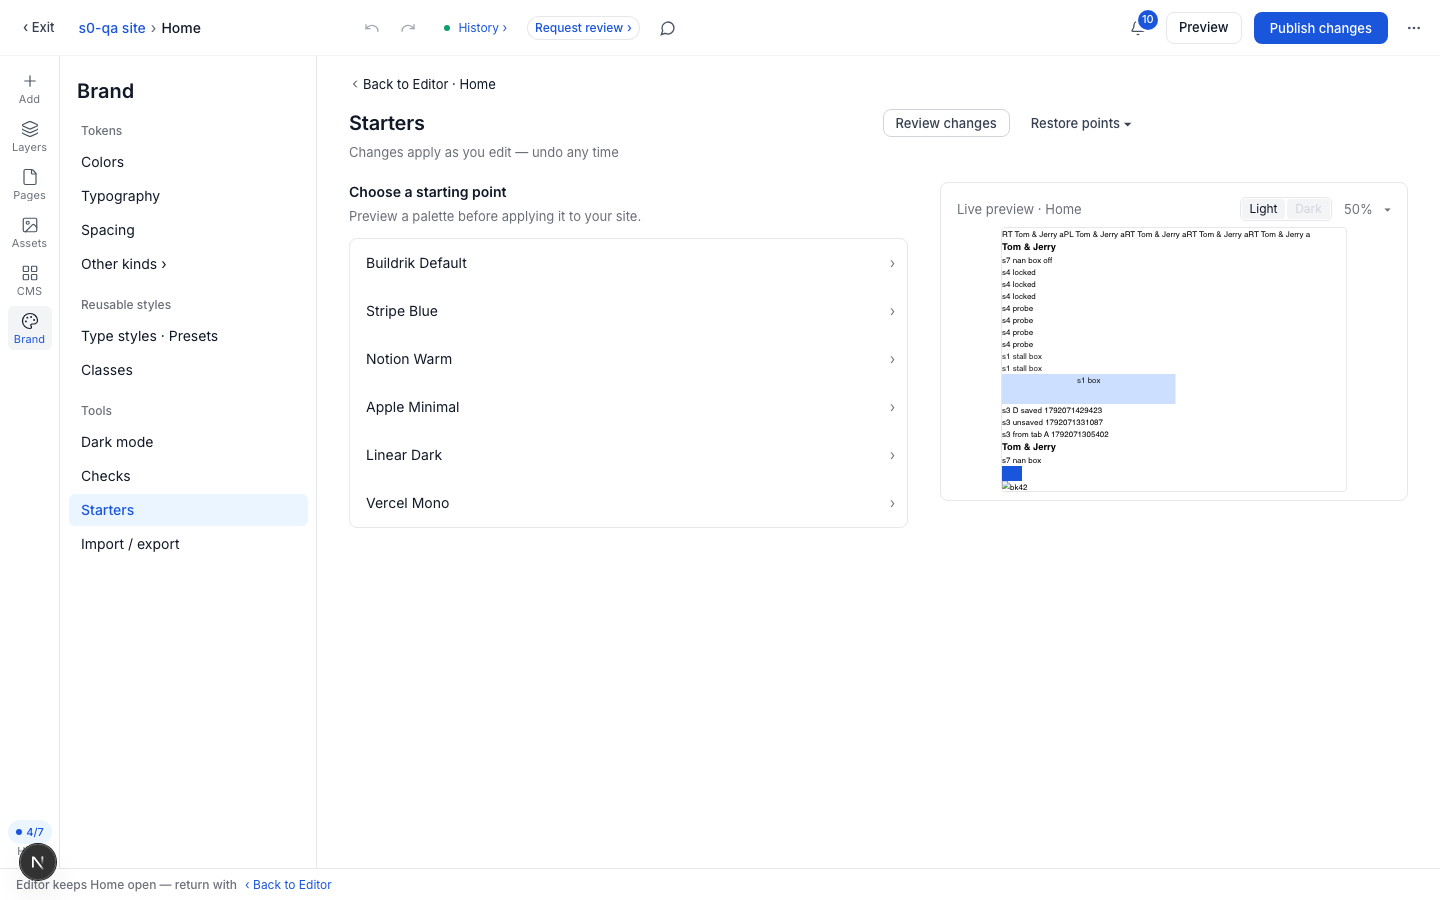 ‹ Exit
s0-qa site › Home
History ›
Request review ›
10
Preview
Publish changes
Add
Layers
Pages
Assets
CMS
Brand
4/7
N
Brand
Tokens
Colors
Typography
Spacing
Other kinds ›
Reusable styles
Type styles · Presets
Classes
Tools
Dark mode
Checks
Starters
Import / export
‹ Back to Editor · Home
Starters
Review changes
Restore points
Changes apply as you edit — undo any time
Choose a starting point
Preview a palette before applying it to your site.
Buildrik Default ›
Stripe Blue ›
Notion Warm ›
Apple Minimal ›
Linear Dark ›
Vercel Mono ›
Live preview · Home
Light
Dark
50%
RT Tom & Jerry aPL Tom & Jerry aRT Tom & Jerry aRT Tom & Jerry aRT Tom & Jerry a
Tom & Jerry
s7 nan box off
s4 locked
s4 locked
s4 locked
s4 probe
s4 probe
s4 probe
s4 probe
s1 stall box
s1 stall box
s1 box
s3 D saved 1792071429423
s3 unsaved 1792071331087
s3 from tab A 1792071305402
Tom & Jerry
s7 nan box
bk42
Editor keeps Home open — return with ‹ Back to Editor